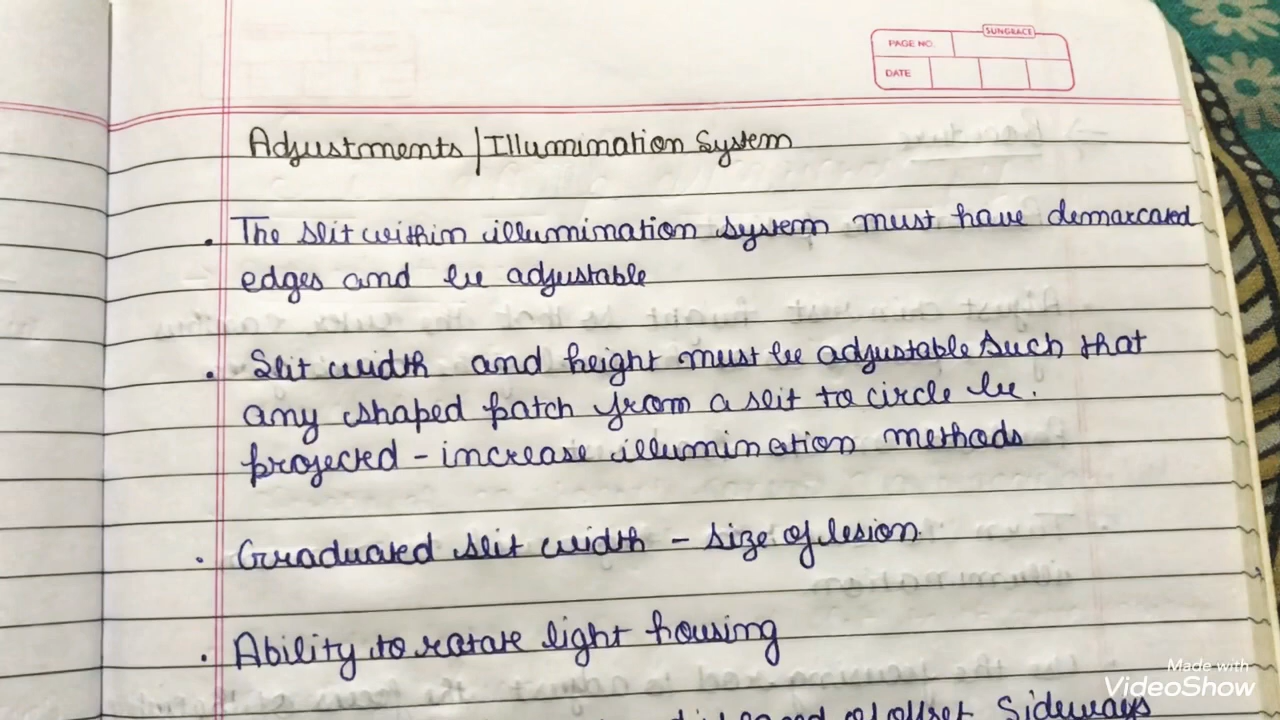 SUNGRACE
PAGE NO.
DATE
Adjustments / Illumination System
. The slit within illumination system must have demarcated
edges and be adjustable
. Slit width and height must be adjustable such that
any shaped patch from a slit to circle be.
projected - increase illumination methods
. Graduated slit width - size of lesion
. Ability to rotate light housing
offset sideways
Made with
VideoShow